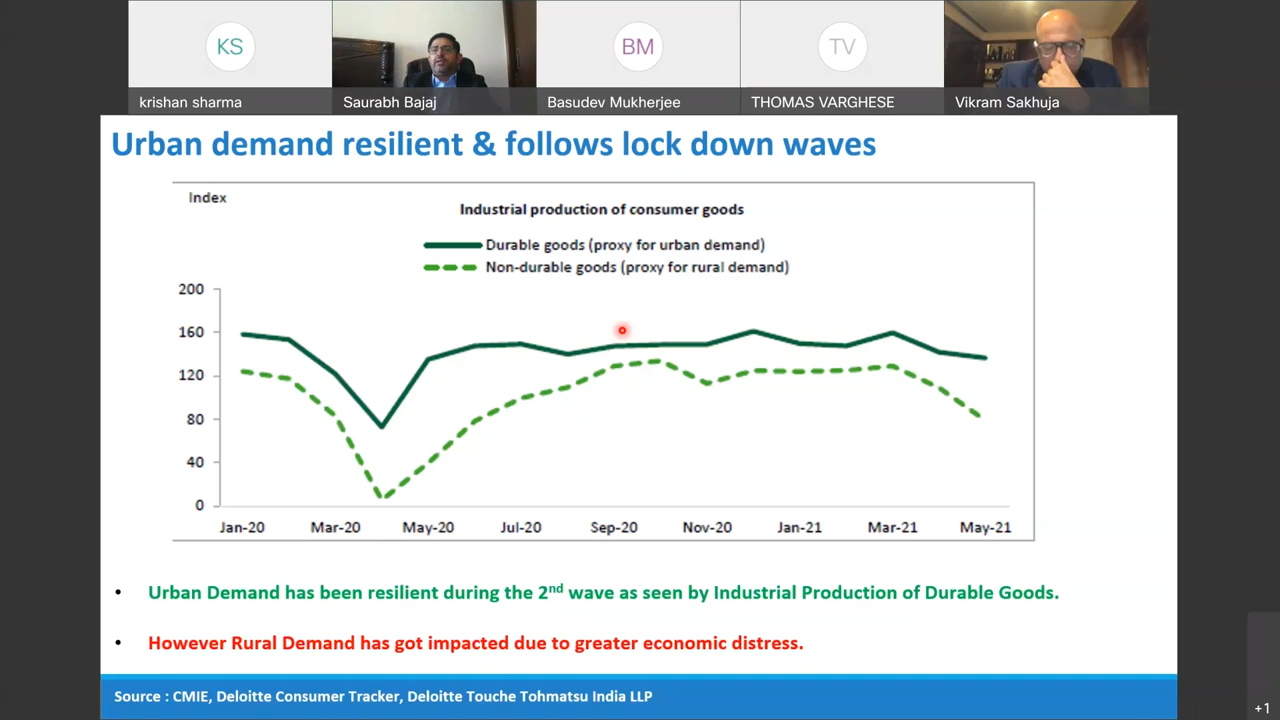 KS
BM
TV
krishan sharma
Saurabh Bajaj
Basudev Mukherjee
THOMAS VARGHESE
Vikram Sakhuja
Urban demand resilient & follows lock down waves
Index
Industrial production of consumer goods
Durable goods (proxy for urban demand)
Non-durable goods (proxy for rural demand)
200
160
120
80
40
0
Jan-20 Mar-20 May-20 Jul-20 Sep-20 Nov-20 Jan-21 Mar-21 May-21
• Urban Demand has been resilient during the 2nd wave as seen by Industrial Production of Durable Goods.
• However Rural Demand has got impacted due to greater economic distress.
Source : CMIE, Deloitte Consumer Tracker, Deloitte Touche Tohmatsu India LLP
+1